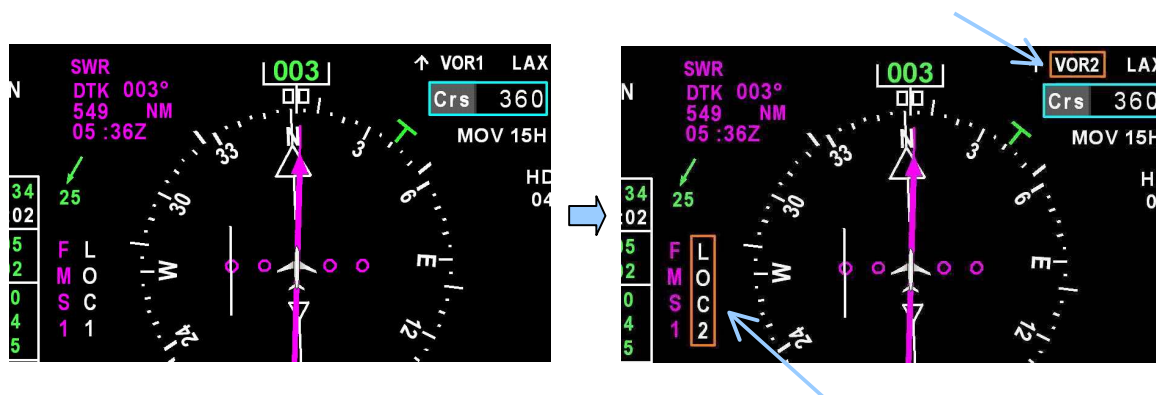 003
↑ VOR1 LAX
SWR
DTK 003°
549 NM
05 :36Z
N
Crs 360
MOV 15H
33
N
3
30
6
25
HD
04
34
:02
W
E
5
2
0
4
5
F L
M O
S C
1 1
24
12
003
VOR2 LAX
SWR
DTK 003°
549 NM
05 :36Z
N
Crs 360
MOV 15H
33
N
3
30
6
25
H
0
34
:02
W
E
5
2
0
4
5
F L
M O
S C
1 2
24
12